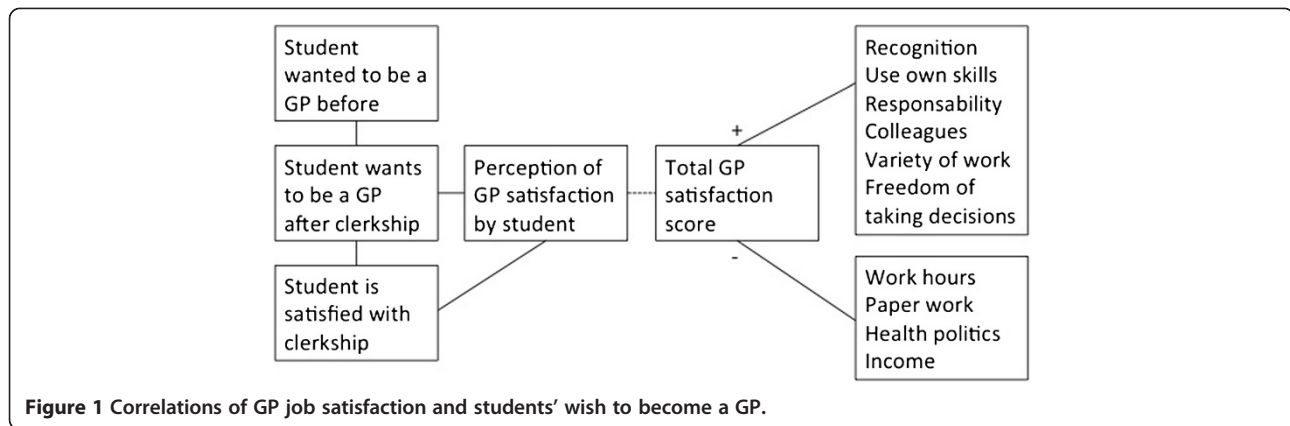 Student
wanted to be a
GP before
Student wants
to be a GP
after clerkship
Student is
satisfied with
clerkship
Perception of
GP satisfaction
by student
Total GP
satisfaction
score
+
-
Recognition
Use own skills
Responsability
Colleagues
Variety of work
Freedom of
taking decisions
Work hours
Paper work
Health politics
Income
Figure 1 Correlations of GP job satisfaction and students' wish to become a GP.